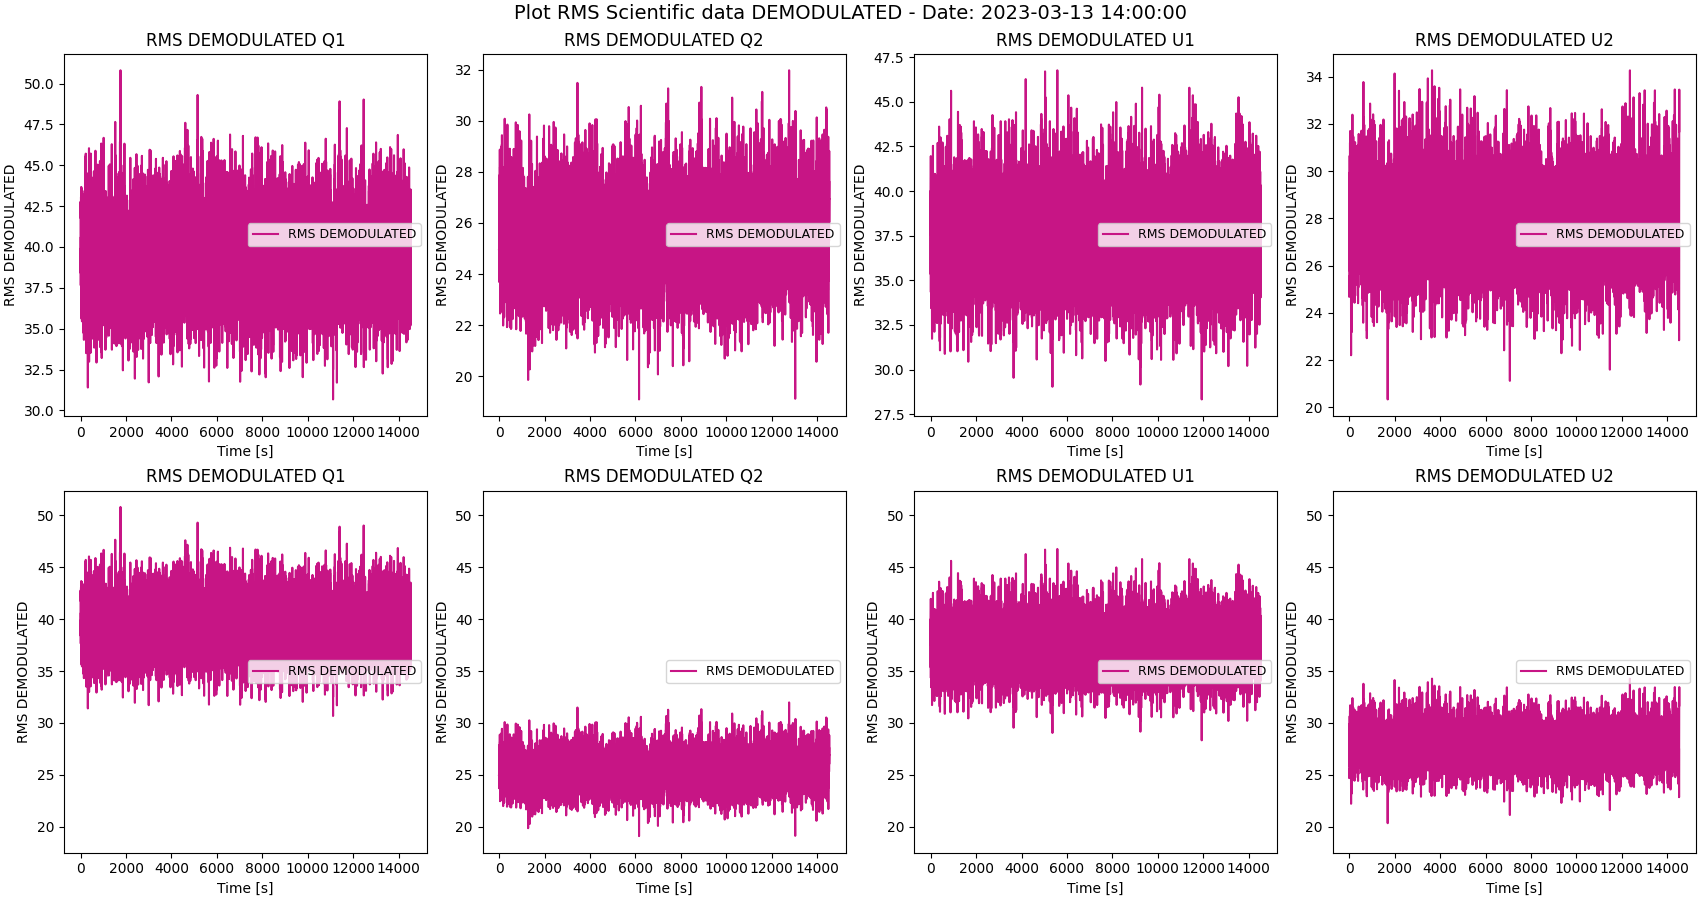 Plot RMS Scientific data DEMODULATED - Date: 2023-03-13 14:00:00
RMS DEMODULATED Q1
RMS DEMODULATED
50.0
47.5
45.0
42.5
40.0
37.5
35.0
32.5
30.0
RMS DEMODULATED
0 2000 4000 6000 8000 10000 12000 14000
Time [s]
RMS DEMODULATED Q2
RMS DEMODULATED
32
30
28
26
24
22
20
RMS DEMODULATED
0 2000 4000 6000 8000 10000 12000 14000
Time [s]
RMS DEMODULATED U1
RMS DEMODULATED
47.5
45.0
42.5
40.0
37.5
35.0
32.5
30.0
27.5
RMS DEMODULATED
0 2000 4000 6000 8000 10000 12000 14000
Time [s]
RMS DEMODULATED U2
RMS DEMODULATED
34
32
30
28
26
24
22
20
RMS DEMODULATED
0 2000 4000 6000 8000 10000 12000 14000
Time [s]
RMS DEMODULATED Q1
RMS DEMODULATED
50
45
40
35
30
25
20
RMS DEMODULATED
0 2000 4000 6000 8000 10000 12000 14000
Time [s]
RMS DEMODULATED Q2
RMS DEMODULATED
50
45
40
35
30
25
20
RMS DEMODULATED
0 2000 4000 6000 8000 10000 12000 14000
Time [s]
RMS DEMODULATED U1
RMS DEMODULATED
50
45
40
35
30
25
20
RMS DEMODULATED
0 2000 4000 6000 8000 10000 12000 14000
Time [s]
RMS DEMODULATED U2
RMS DEMODULATED
50
45
40
35
30
25
20
RMS DEMODULATED
0 2000 4000 6000 8000 10000 12000 14000
Time [s]